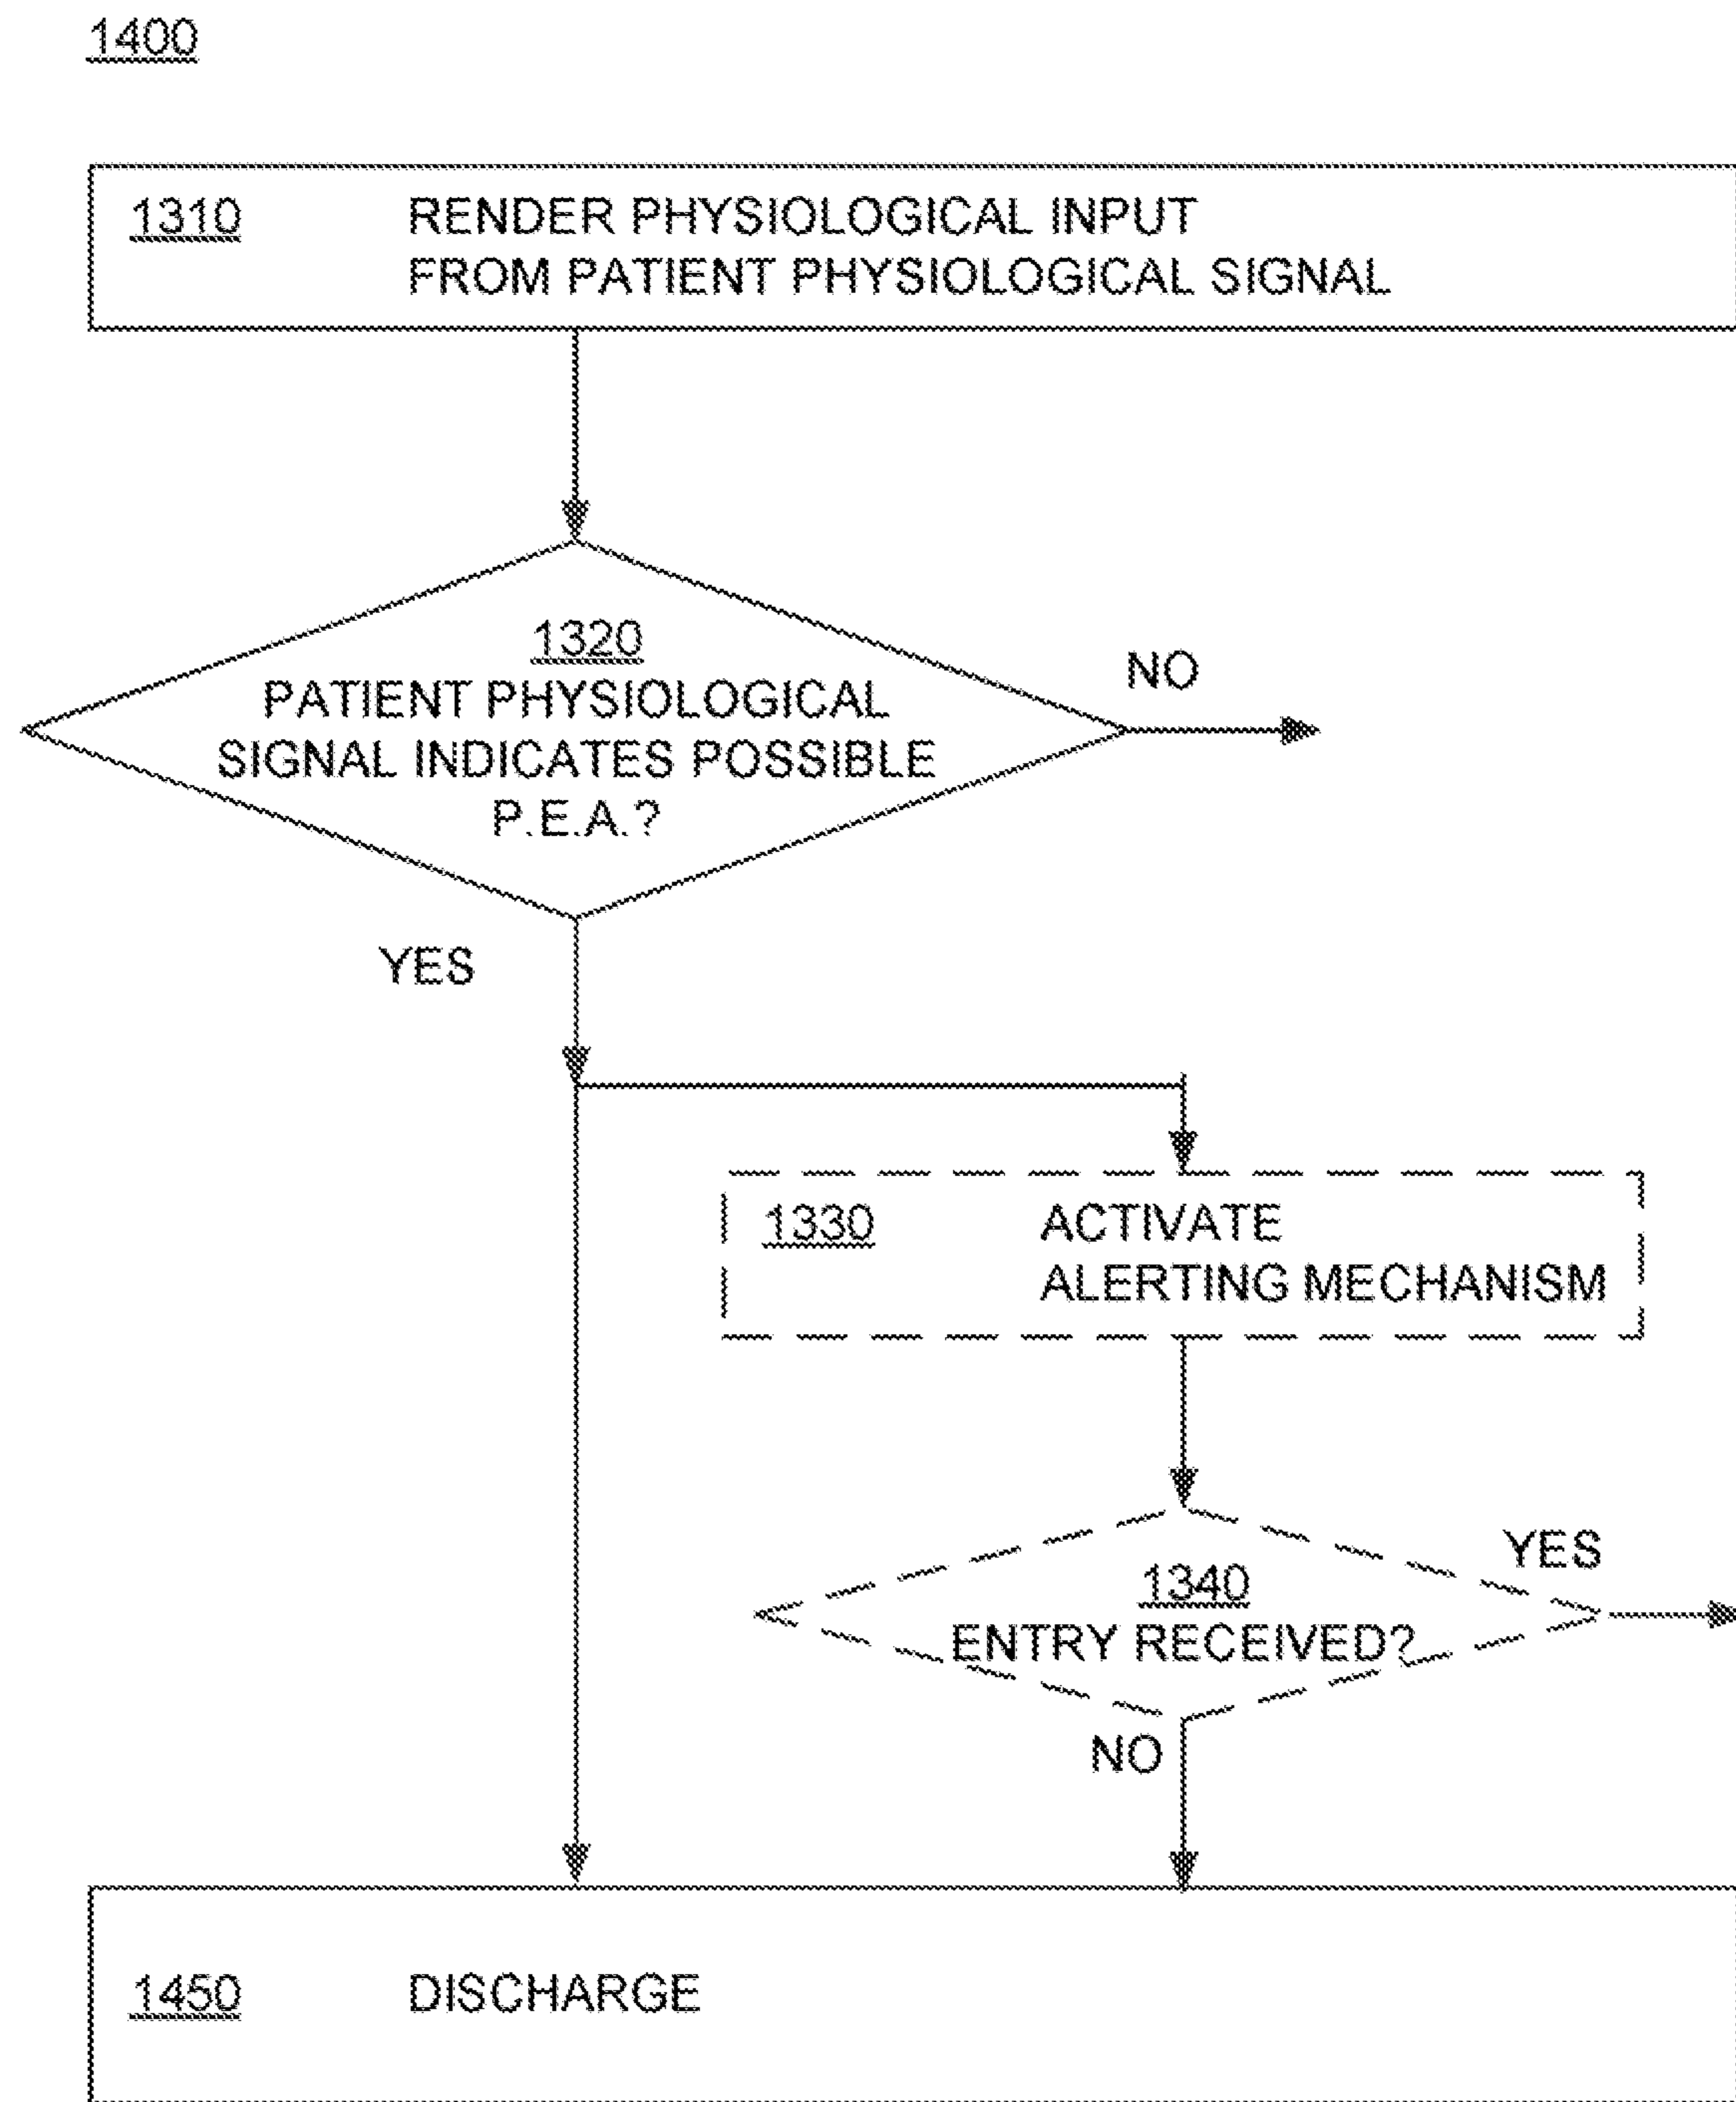 1400
1310 RENDER PHYSIOLOGICAL INPUT
FROM PATIENT PHYSIOLOGICAL SIGNAL
1320
PATIENT PHYSIOLOGICAL
SIGNAL INDICATES POSSIBLE
P.E.A.?
NO
YES
1330 ACTIVATE
ALERTING MECHANISM
1340
ENTRY RECEIVED?
YES
NO
1450 DISCHARGE